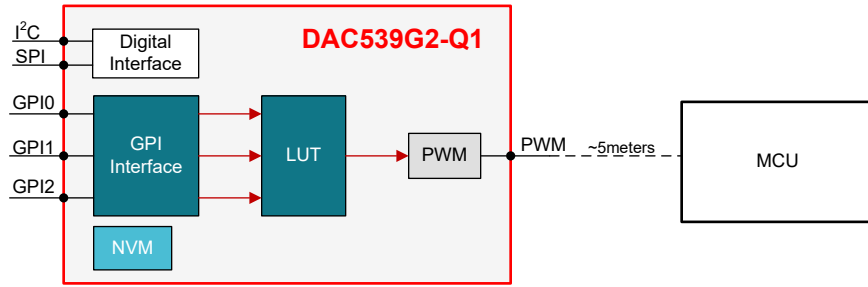 I²C
SPI
Digital
Interface
DAC539G2-Q1
GPI0
GPI1
GPI2
GPI
Interface
LUT
PWM
PWM
~5meters
MCU
NVM